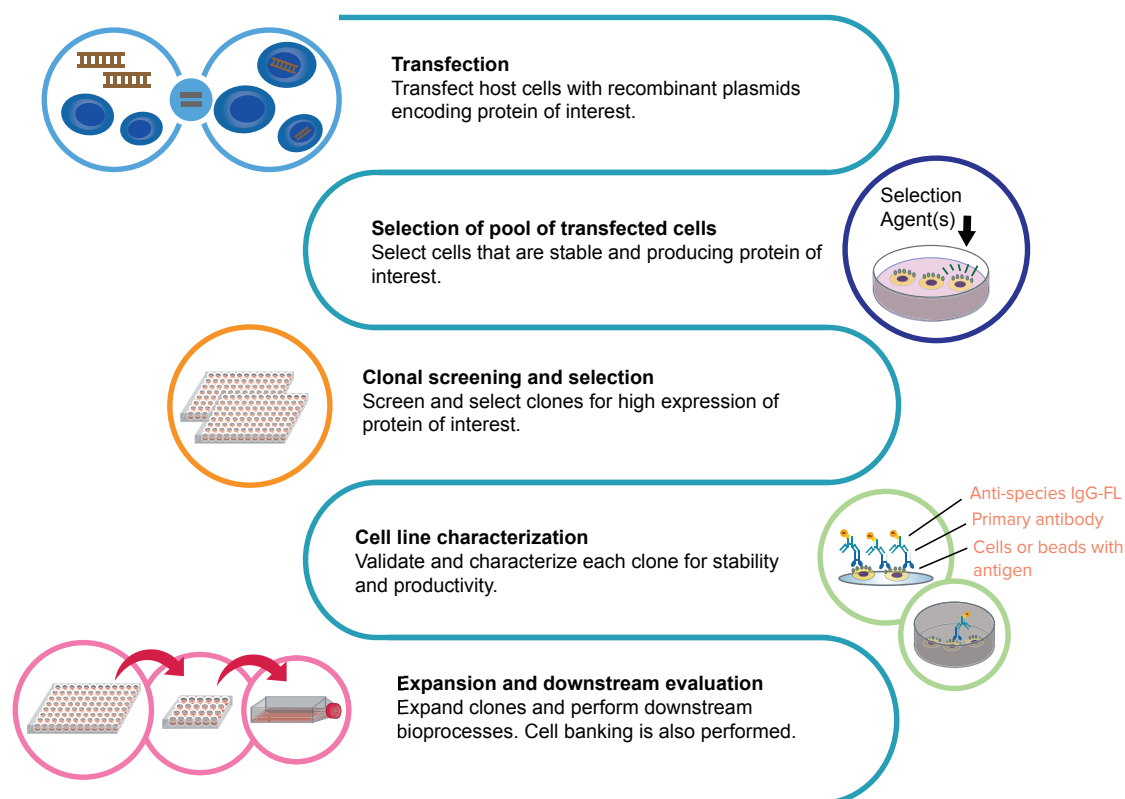 Transfection
Transfect host cells with recombinant plasmids
encoding protein of interest.
Selection of pool of transfected cells
Select cells that are stable and producing protein of
interest.
Selection
Agent(s)
Clonal screening and selection
Screen and select clones for high expression of
protein of interest.
Cell line characterization
Validate and characterize each clone for stability
and productivity.
Anti-species IgG-FL
Primary antibody
Cells or beads with
antigen
Expansion and downstream evaluation
Expand clones and perform downstream
bioprocesses. Cell banking is also performed.